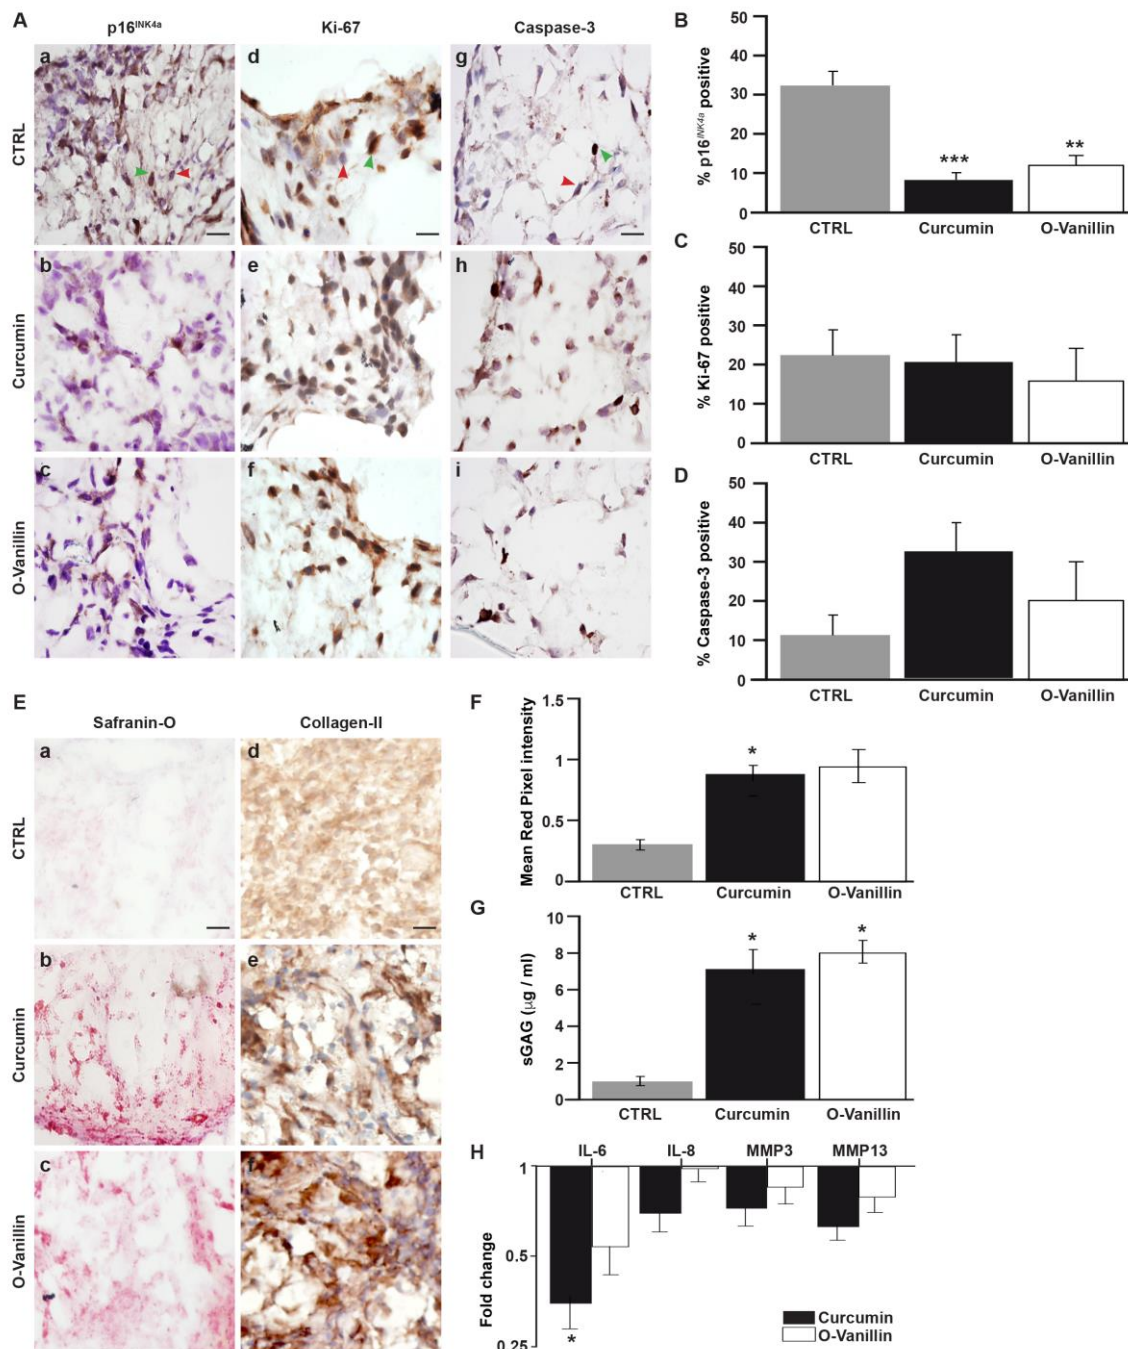 A
p16INK4a
Ki-67
Caspase-3
CTRL
a
d
g
Curcumin
b
e
h
O-Vanillin
c
f
i
B
% p16INK4a positive
50
40
30
20
10
0
***
**
CTRL
Curcumin
O-Vanillin
C
% Ki-67 positive
50
40
30
20
10
0
CTRL
Curcumin
O-Vanillin
D
% Caspase-3 positive
50
40
30
20
10
0
CTRL
Curcumin
O-Vanillin
E
Safranin-O
Collagen-II
CTRL
a
d
Curcumin
b
e
O-Vanillin
c
f
F
Mean Red Pixel intensity
1.5
1
0.5
0
*
CTRL
Curcumin
O-Vanillin
G
sGAG (µg / ml)
10
8
6
4
2
0
*
*
CTRL
Curcumin
O-Vanillin
H
IL-6
IL-8
MMP3
MMP13
Fold change
1
0.5
0.25
*
Curcumin
O-Vanillin